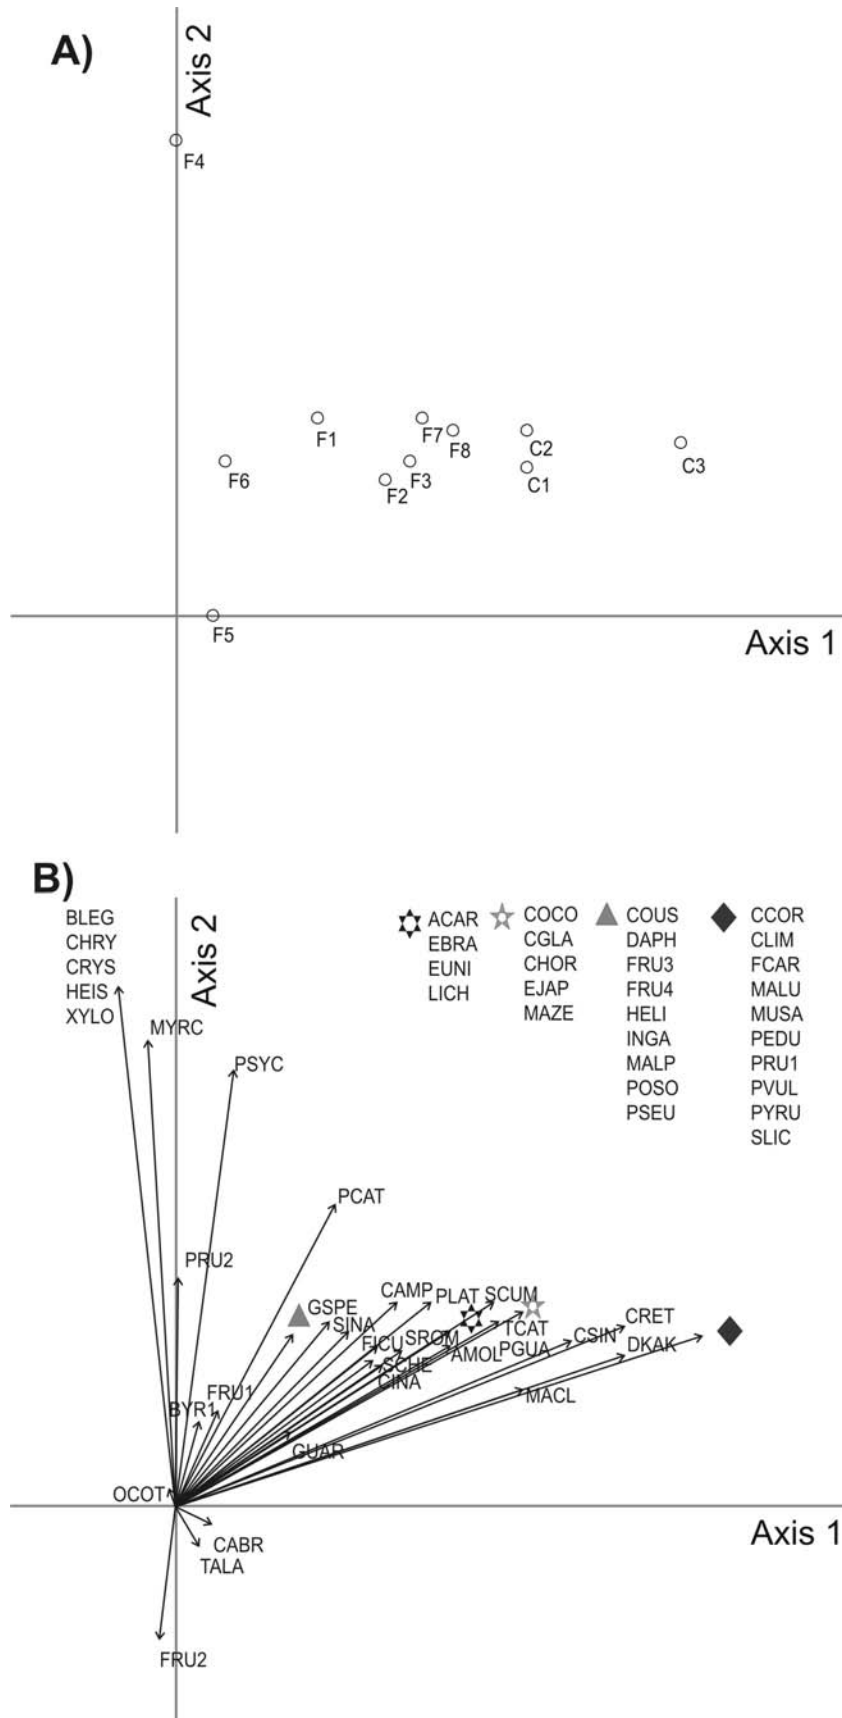 A)
Axis 2
F4
F1
F7
F8
C2
C3
F6
F3
F2
C1
F5
Axis 1
B)
Axis 2
BLEG
CHRY
CRYS
HEIS
XYLO
MYRC
PSYC
ACAR
EBRA
EUNI
LICH
COCO
CGLA
CHOR
EJAP
MAZE
COUS
DAPH
FRU3
FRU4
HELI
INGA
MALP
POSO
PSEU
CCOR
CLIM
FCAR
MALU
MUSA
PEDU
PRU1
PVUL
PYRU
SLIC
PCAT
PRU2
GSPE
SINA
CAMP
PLAT
SCUM
FICU
SROM
SCHE
CINA
AMOL
TCAT
PGUA
CSIN
CRET
DKAK
MACL
FRU1
BYR1
GUAR
OCOT
CABR
TALA
FRU2
Axis 1